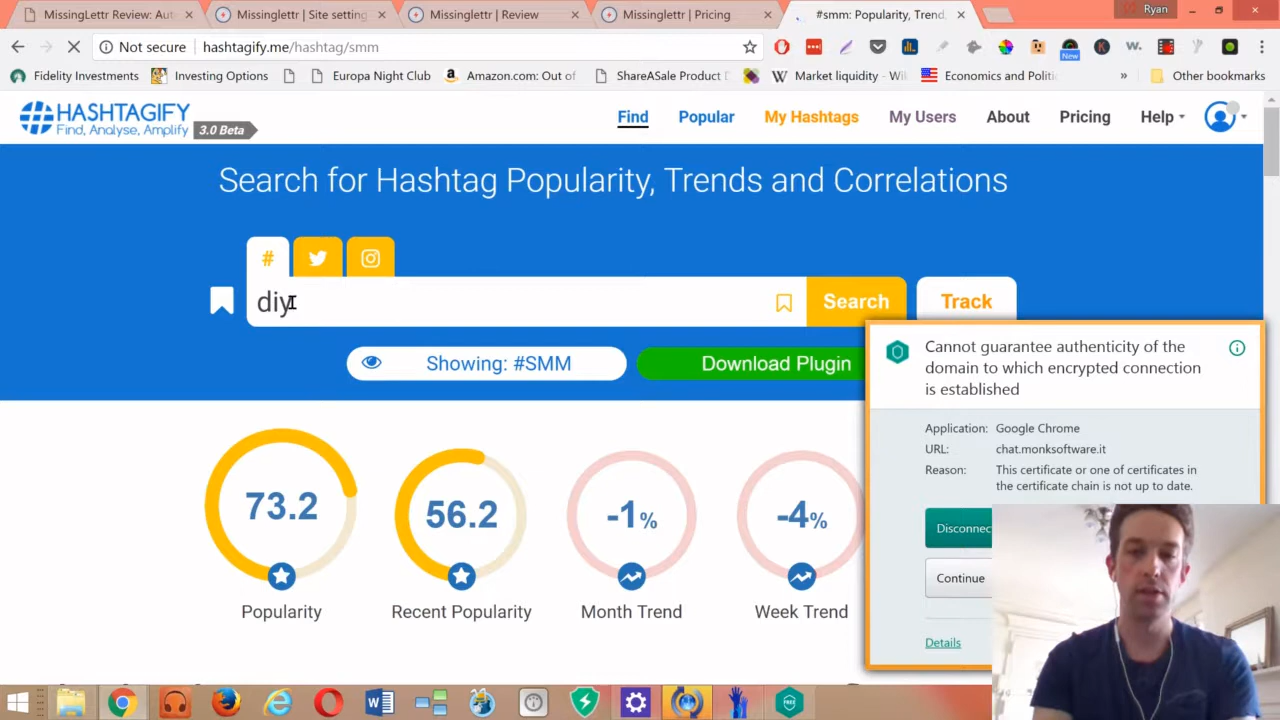 MissingLettr Review: Aut
Missinglettr | Site setting
Missinglettr | Review
Missinglettr | Pricing
#smm: Popularity, Trend
Ryan
Not secure
hashtagify.me/hashtag/smm
New
W.
Fidelity Investments
Investing Options
Europa Night Club
Amazon.com: Out of
ShareASale Product D
Market liquidity - Wik
Economics and Politi
»
Other bookmarks
HASHTAGIFY
Find, Analyse, Amplify
3.0 Beta
Find
Popular
My Hashtags
My Users
About
Pricing
Help
Search for Hashtag Popularity, Trends and Correlations
#
diy
Search
Track
Showing: #SMM
Download Plugin
Cannot guarantee authenticity of the
domain to which encrypted connection
is established
Application: Google Chrome
URL: chat.monksoftware.it
Reason: This certificate or one of certificates in
the certificate chain is not up to date.
Disconnec
Continue
Details
73.2
56.2
-1%
-4%
Popularity
Recent Popularity
Month Trend
Week Trend
FREE